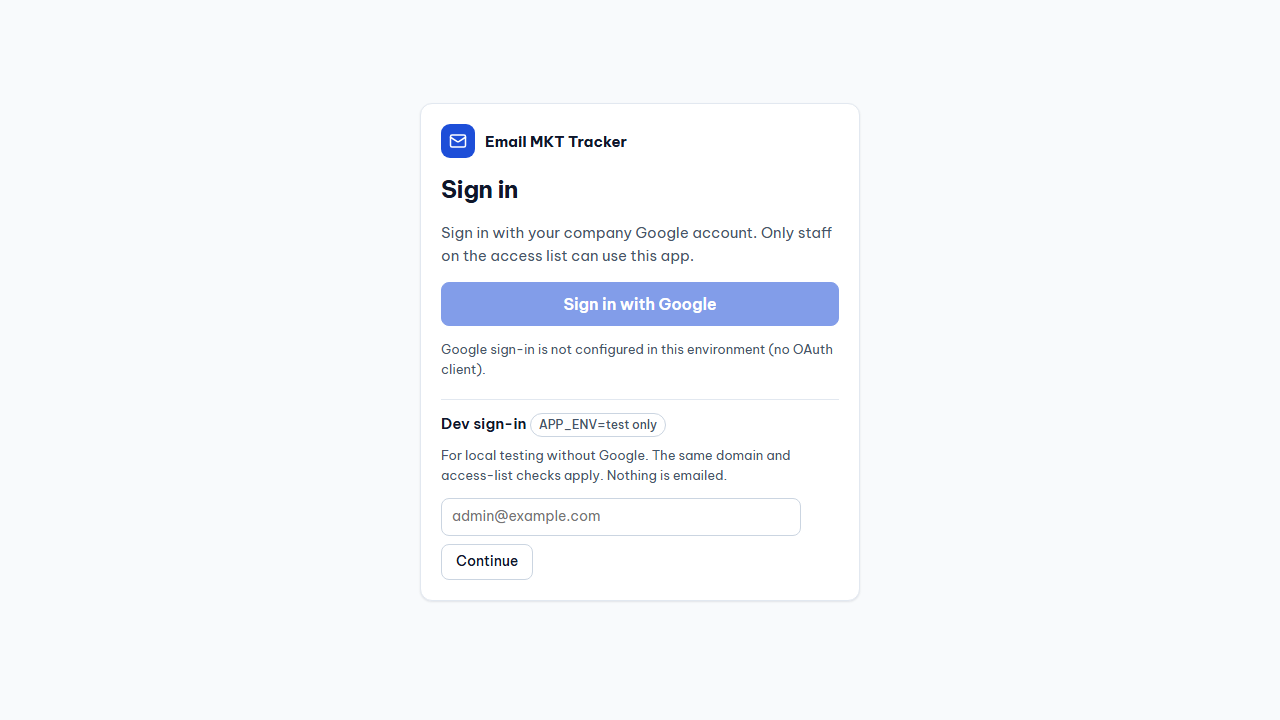 Email MKT Tracker
Sign in
Sign in with your company Google account. Only staff
on the access list can use this app.
Sign in with Google
Google sign-in is not configured in this environment (no OAuth
client).
Dev sign-in APP_ENV=test only
For local testing without Google. The same domain and
access-list checks apply. Nothing is emailed.
admin@example.com
Continue